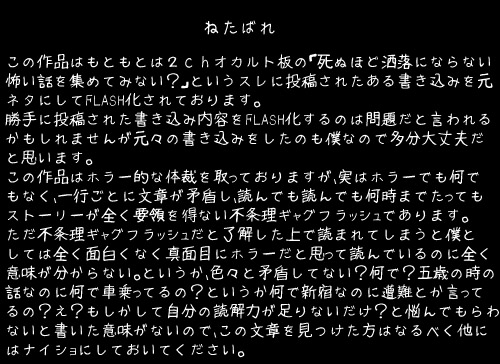 ねたばれ
この作品はもともとは２ｃｈオカルト板の「死ぬほど洒落にならない
怖い話を集めてみない？」というスレに投稿されたある書き込みを元
ネタにしてFLASH化されております。
勝手に投稿された書き込み内容をFLASH化するのは問題だと言われる
かもしれませんが元々の書き込みをしたのも僕なので多分大丈夫だ
と思います。
この作品はホラー的な体裁を取っておりますが、実はホラーでも何で
もなく、一行ごとに文章が矛盾し、読んでも読んでも何時までたっても
ストーリーが全く要領を得ない不条理ギャグフラッシュであります。
ただ不条理ギャグフラッシュだと了解した上で読まれてしまうと僕と
しては全く面白くなく真面目にホラーだと思って読んでいるのに全く
意味が分からない。というか、色々と矛盾してない？何で？五歳の時の
話なのに何で車乗ってるの？というか何で新宿なのに遭難とか言って
るの？え？もしかして自分の読解力が足りないだけ？と悩んでもらわ
ないと書いた意味がないので、この文章を見つけた方はなるべく他に
はナイショにしておいてください。